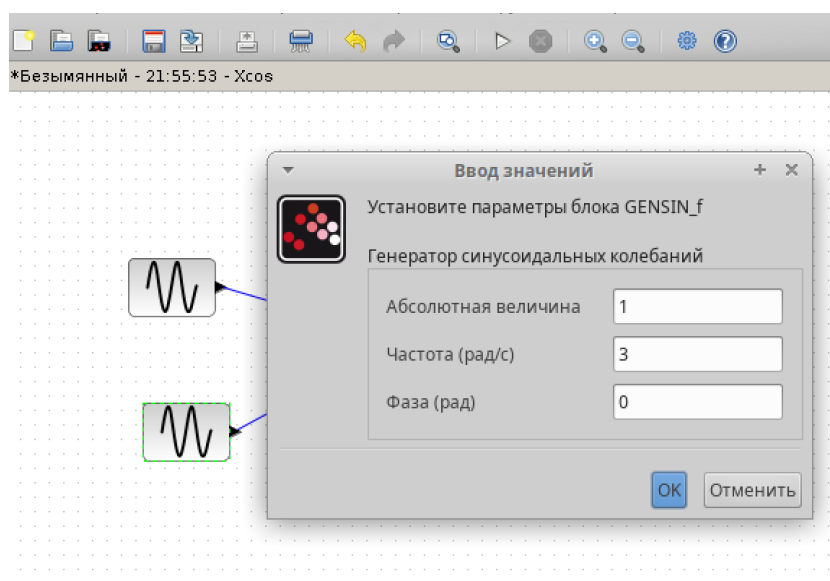 *Безымянный - 21:55:53 - Xcos
Ввод значений
Установите параметры блока GENSIN_f
Генератор синусоидальных колебаний
Абсолютная величина 1
Частота (рад/с) 3
Фаза (рад) 0
OK Отменить